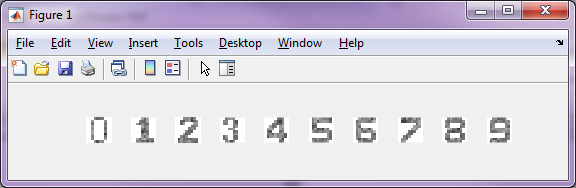 Figure 1
File Edit View Insert Tools Desktop Window Help
0 1 2 3 4 5 6 7 8 9